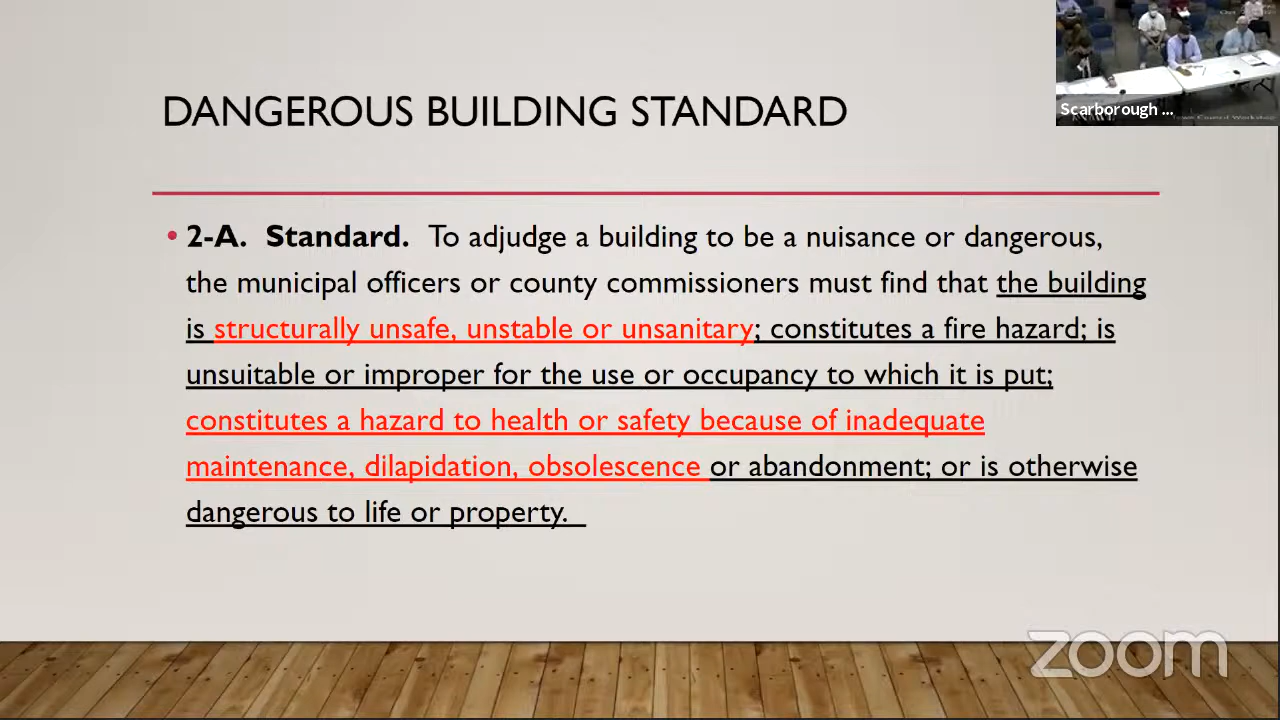 DANGEROUS BUILDING STANDARD
Scarborough ...
• 2-A. Standard. To adjudge a building to be a nuisance or dangerous,
the municipal officers or county commissioners must find that the building
is structurally unsafe, unstable or unsanitary; constitutes a fire hazard; is
unsuitable or improper for the use or occupancy to which it is put;
constitutes a hazard to health or safety because of inadequate
maintenance, dilapidation, obsolescence or abandonment; or is otherwise
dangerous to life or property.
zoom